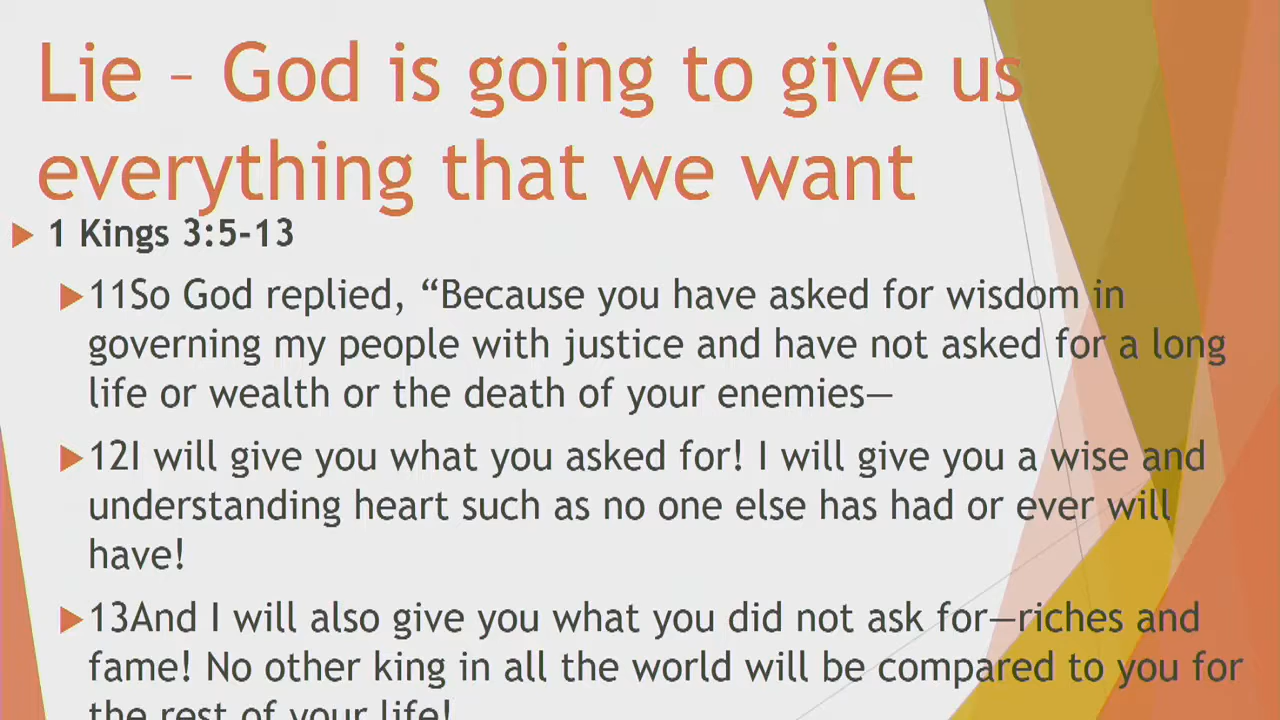 Lie – God is going to give us
everything that we want
1 Kings 3:5-13
11So God replied, “Because you have asked for wisdom in
governing my people with justice and have not asked for a long
life or wealth or the death of your enemies—
12I will give you what you asked for! I will give you a wise and
understanding heart such as no one else has had or ever will
have!
13And I will also give you what you did not ask for—riches and
fame! No other king in all the world will be compared to you for
the rest of your life!